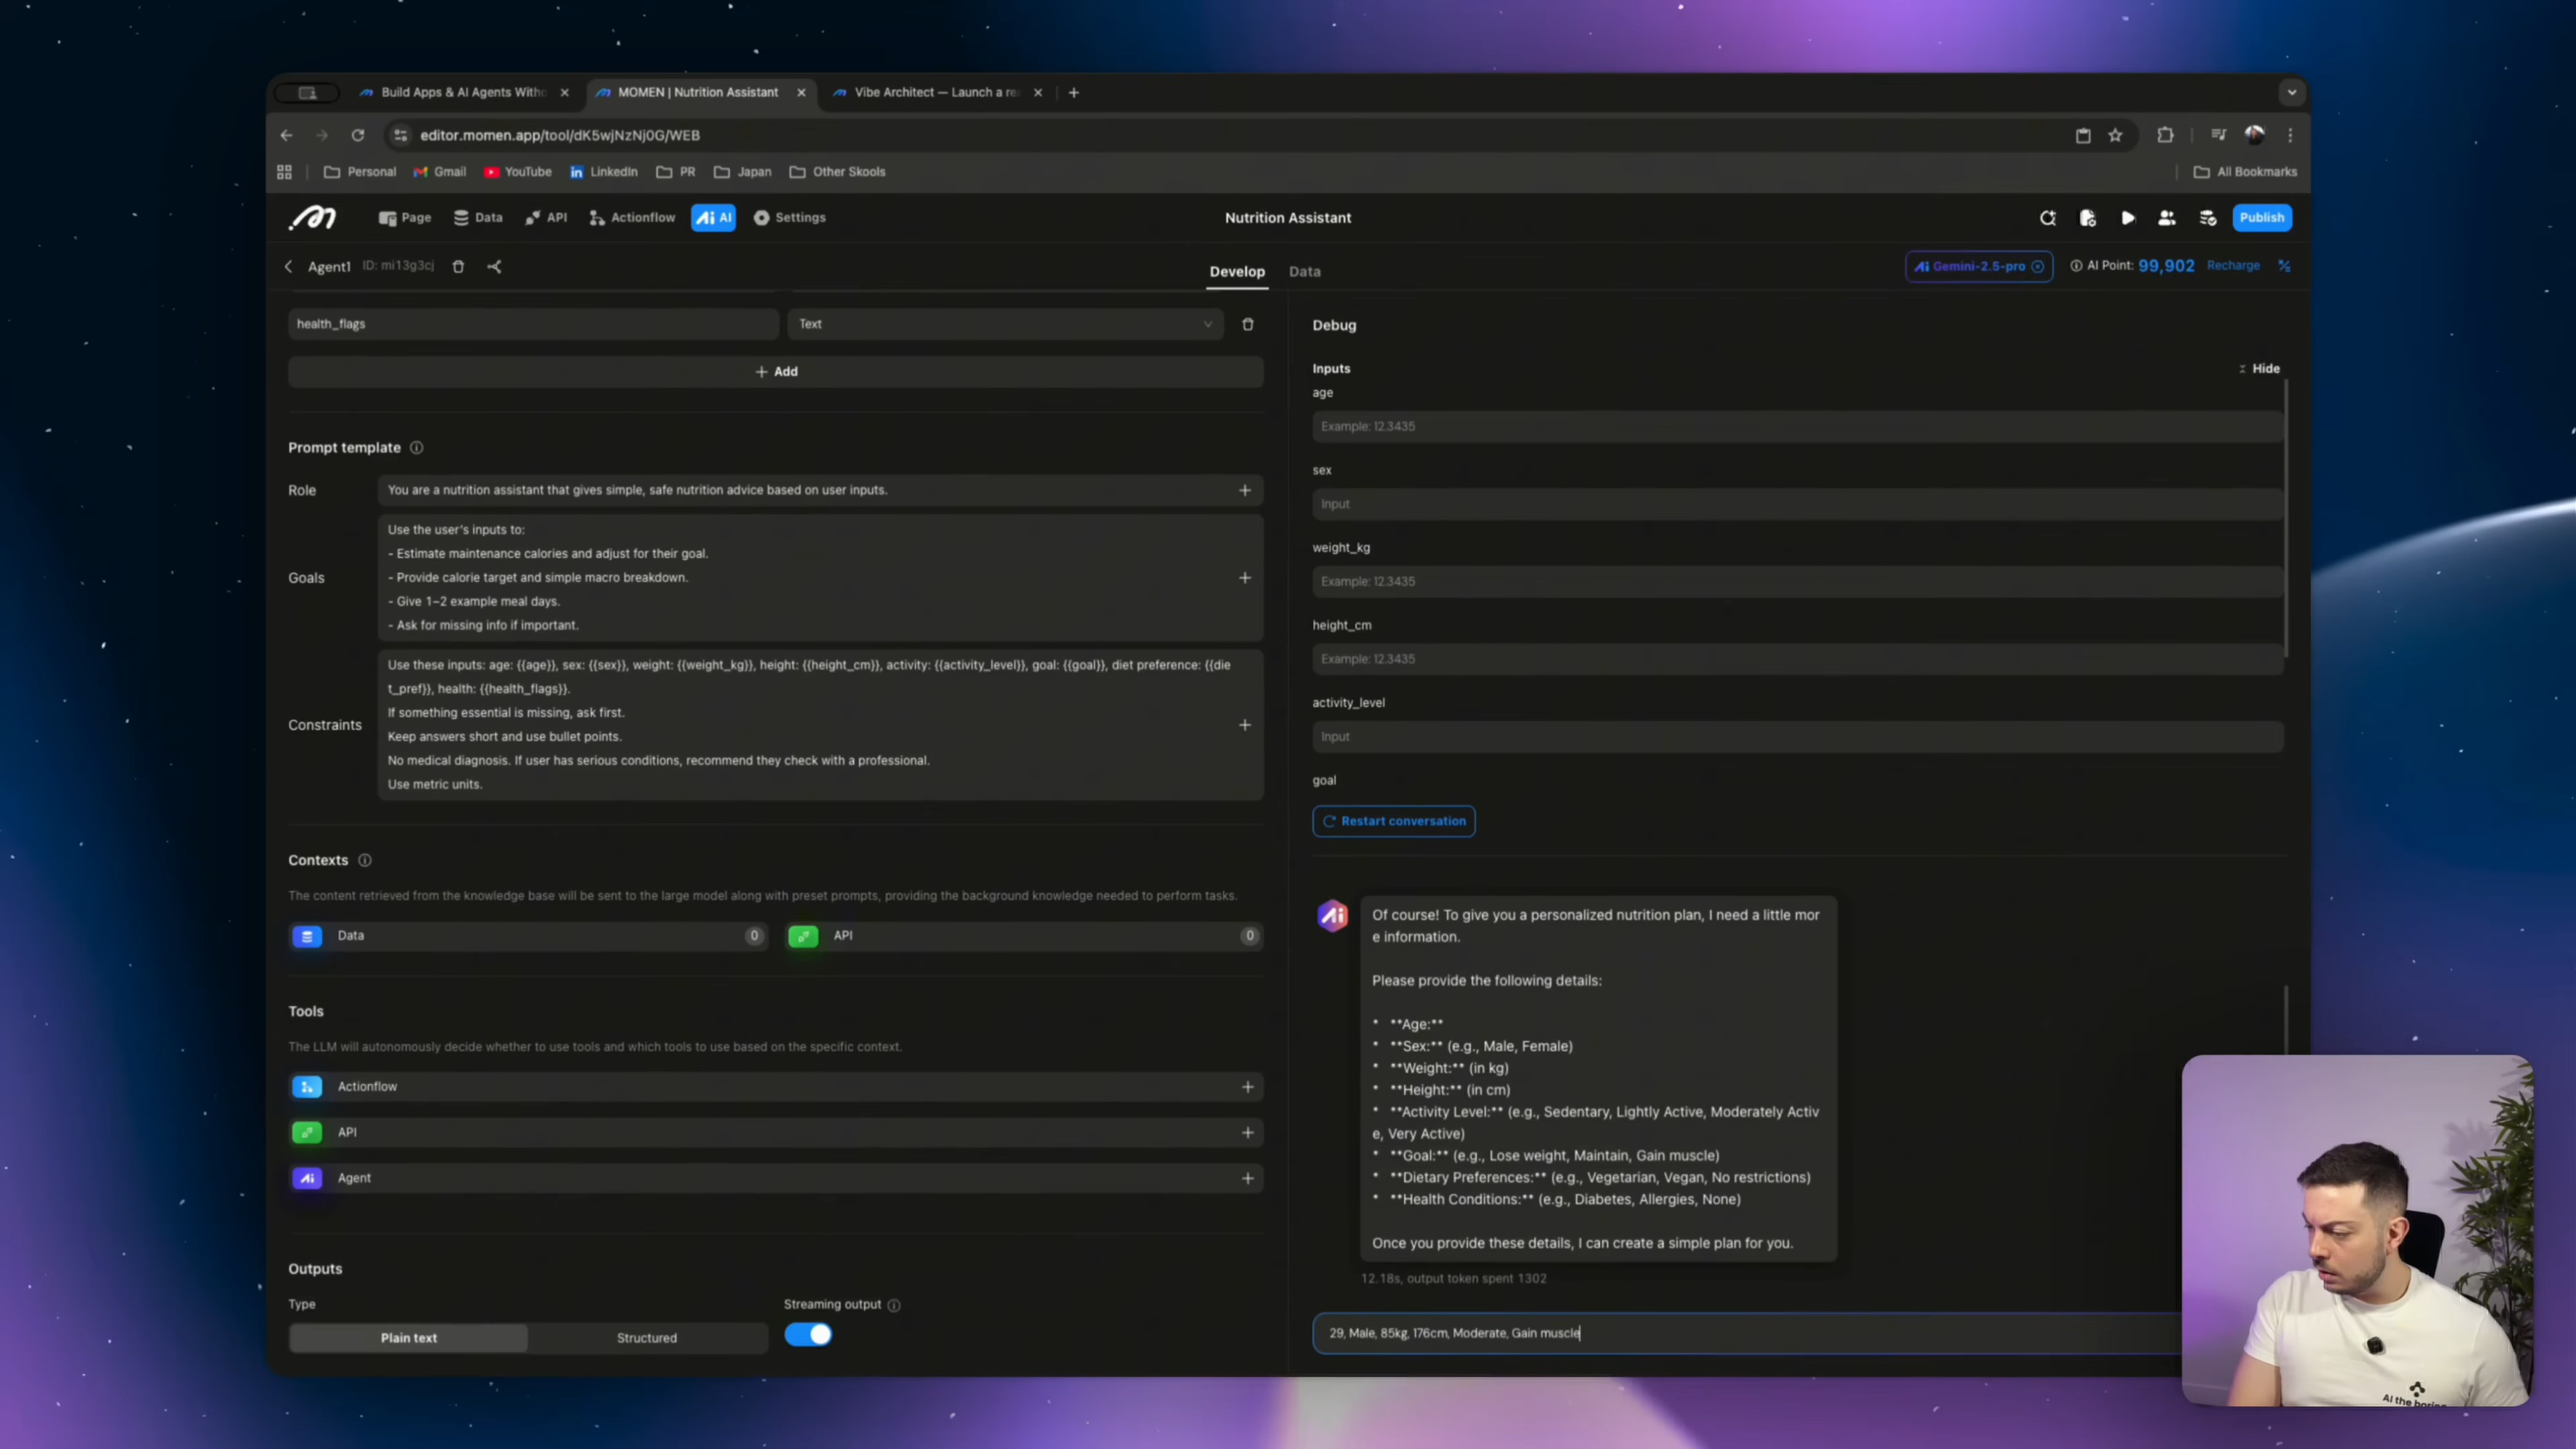 Build Apps & AI Agents Witho
MOMEN | Nutrition Assistant
Vibe Architect — Launch a re
editor.momen.app/tool/dK5wjNzNj0G/WEB
Personal
Gmail
YouTube
LinkedIn
PR
Japan
Other Skools
All Bookmarks
Page
Data
API
Actionflow
Ai AI
Settings
Nutrition Assistant
Publish
Agent1 ID: mi13g3cj
Develop
Data
Ai Gemini-2.5-pro
AI Point: 99,902 Recharge
health_flags
Text
+ Add
Prompt template
Role
You are a nutrition assistant that gives simple, safe nutrition advice based on user inputs.
Goals
Use the user's inputs to:
- Estimate maintenance calories and adjust for their goal.
- Provide calorie target and simple macro breakdown.
- Give 1–2 example meal days.
- Ask for missing info if important.
Constraints
Use these inputs: age: {{age}}, sex: {{sex}}, weight: {{weight_kg}}, height: {{height_cm}}, activity: {{activity_level}}, goal: {{goal}}, diet preference: {{die
t_pref}}, health: {{health_flags}}.
If something essential is missing, ask first.
Keep answers short and use bullet points.
No medical diagnosis. If user has serious conditions, recommend they check with a professional.
Use metric units.
Contexts
The content retrieved from the knowledge base will be sent to the large model along with preset prompts, providing the background knowledge needed to perform tasks.
Data 0
API 0
Tools
The LLM will autonomously decide whether to use tools and which tools to use based on the specific context.
Actionflow
API
Ai Agent
Outputs
Type
Streaming output
Plain text
Structured
Debug
Inputs
Hide
age
Example: 12.3435
sex
Input
weight_kg
Example: 12.3435
height_cm
Example: 12.3435
activity_level
Input
goal
Restart conversation
Ai
Of course! To give you a personalized nutrition plan, I need a little mor
e information.
Please provide the following details:
* **Age:**
* **Sex:** (e.g., Male, Female)
* **Weight:** (in kg)
* **Height:** (in cm)
* **Activity Level:** (e.g., Sedentary, Lightly Active, Moderately Activ
e, Very Active)
* **Goal:** (e.g., Lose weight, Maintain, Gain muscle)
* **Dietary Preferences:** (e.g., Vegetarian, Vegan, No restrictions)
* **Health Conditions:** (e.g., Diabetes, Allergies, None)
Once you provide these details, I can create a simple plan for you.
12.18s, output token spent 1302
29, Male, 85kg, 176cm, Moderate, Gain muscle
AI the boring